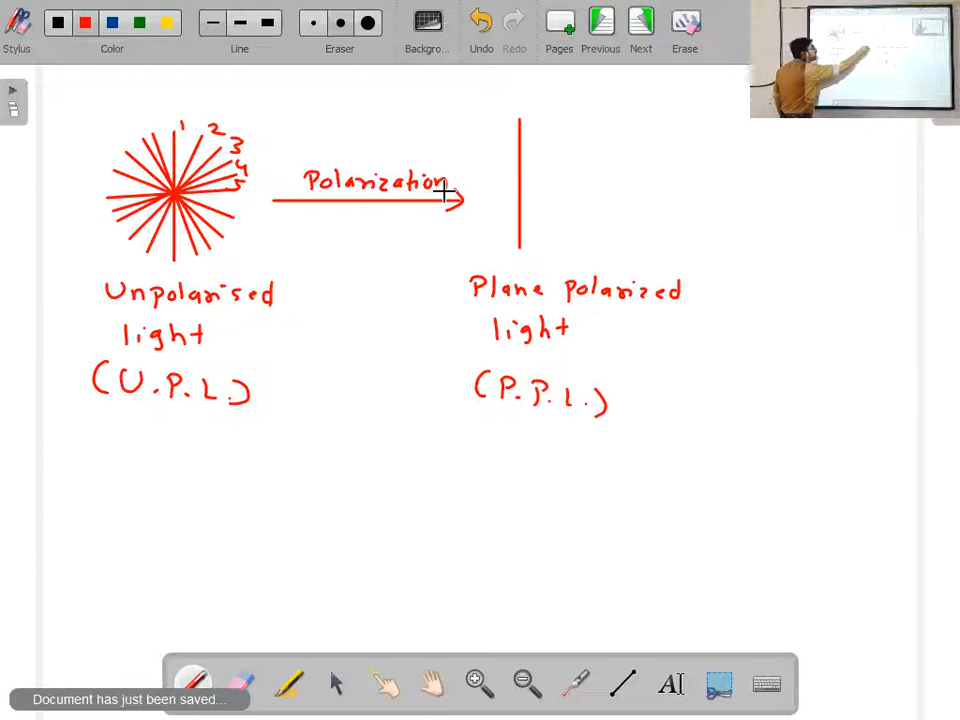 Stylus
Color
Line
Eraser
Backgro...
Undo
Redo
Pages
Previous
Next
Erase
1
2
3
4
5
Polarization
Unpolarised
light
(U.P.L.)
Plane polarized
light
(P.P.L.)
AI
Document has just been saved...